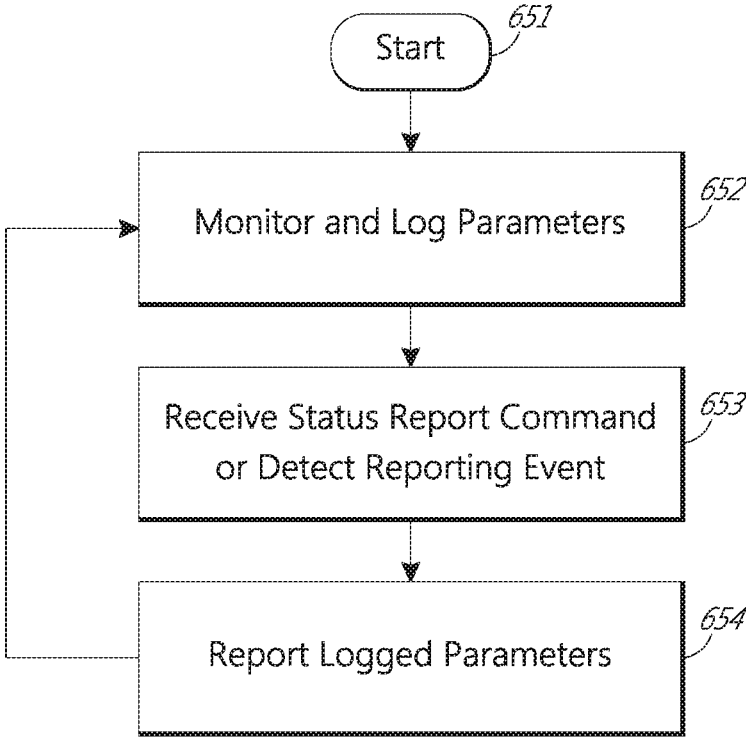 651
Start
652
Monitor and Log Parameters
653
Receive Status Report Command
or Detect Reporting Event
654
Report Logged Parameters